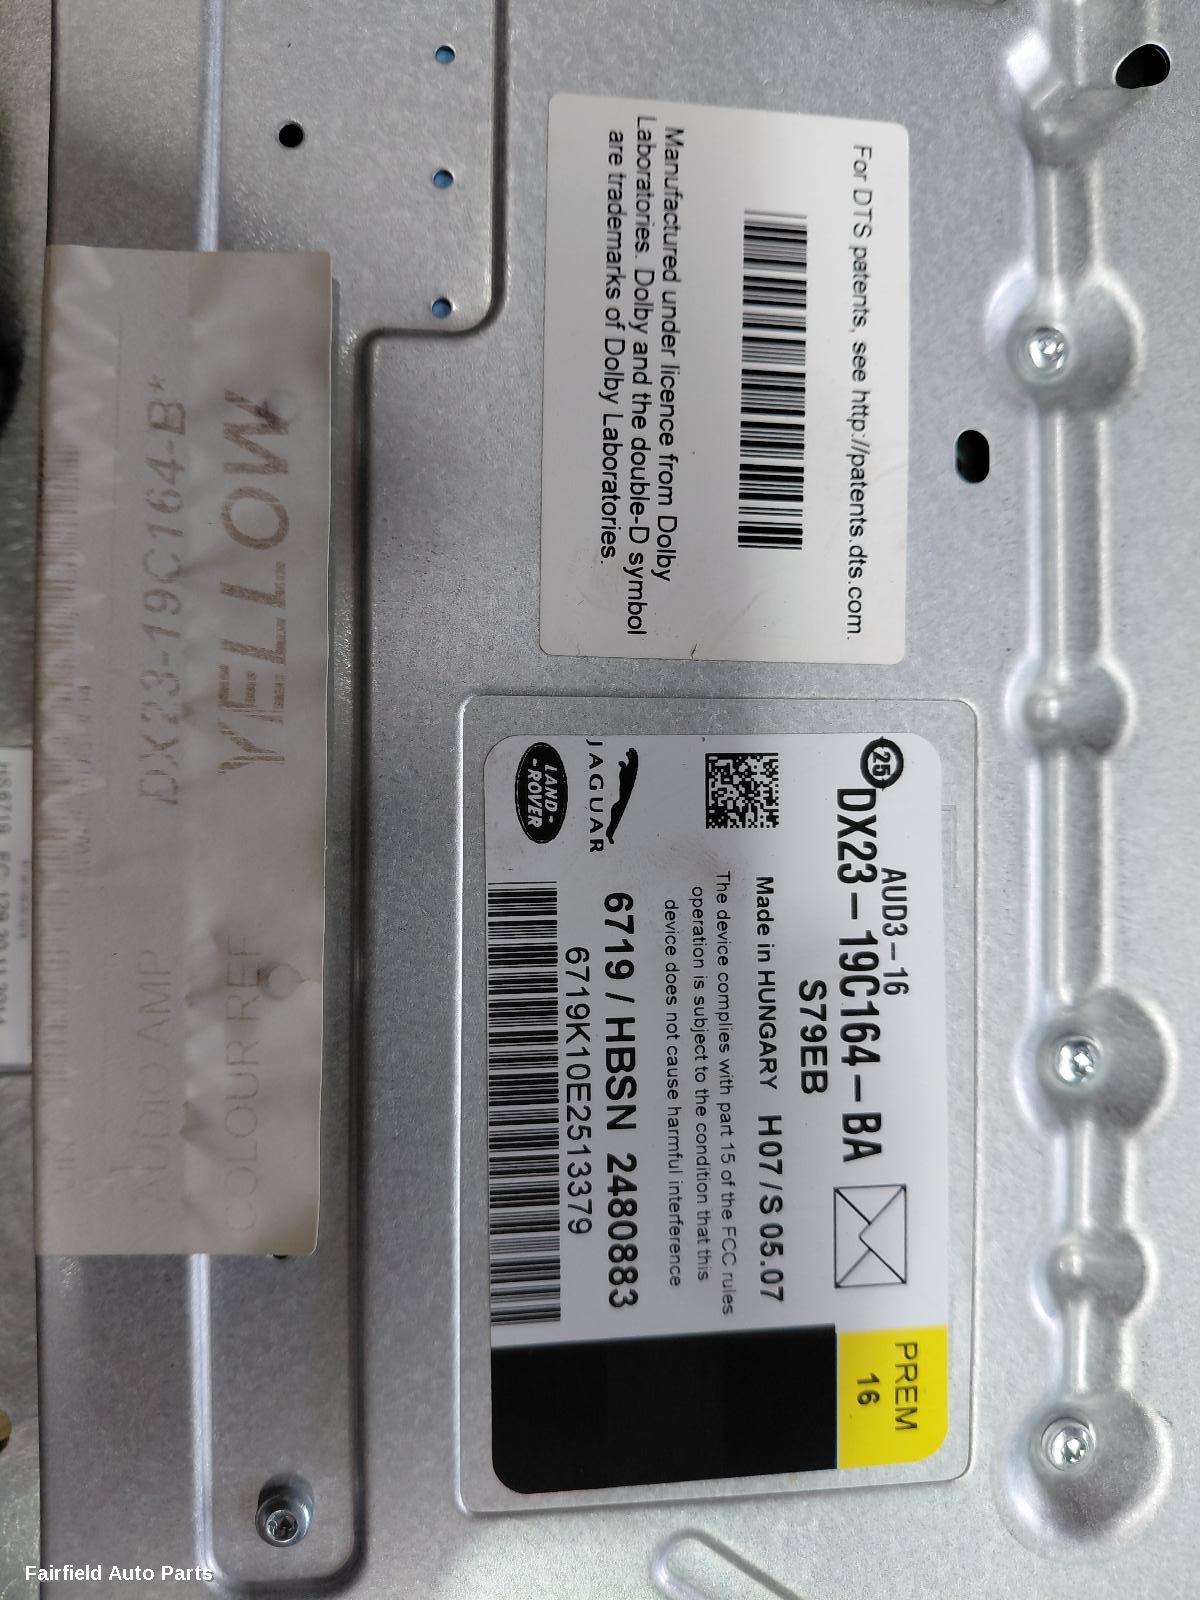 For DTS patents, see http://patents.dts.com.
Manufactured under licence from Dolby
Laboratories. Dolby and the double-D symbol
are trademarks of Dolby Laboratories.
25
AUD3-16
DX23-19C164-BA
S79EB
Made in HUNGARY H07/S 05.07
The device complies with part 15 of the FCC rules
operation is subject to the condition that this
device does not cause harmful interference
JAGUAR
LAND-
-ROVER
6719 / HBSN 2480883
6719K10E2513379
PREM
16
COLOUR REF
YELLOW
AUDIO AMP
Fairfield Auto Parts